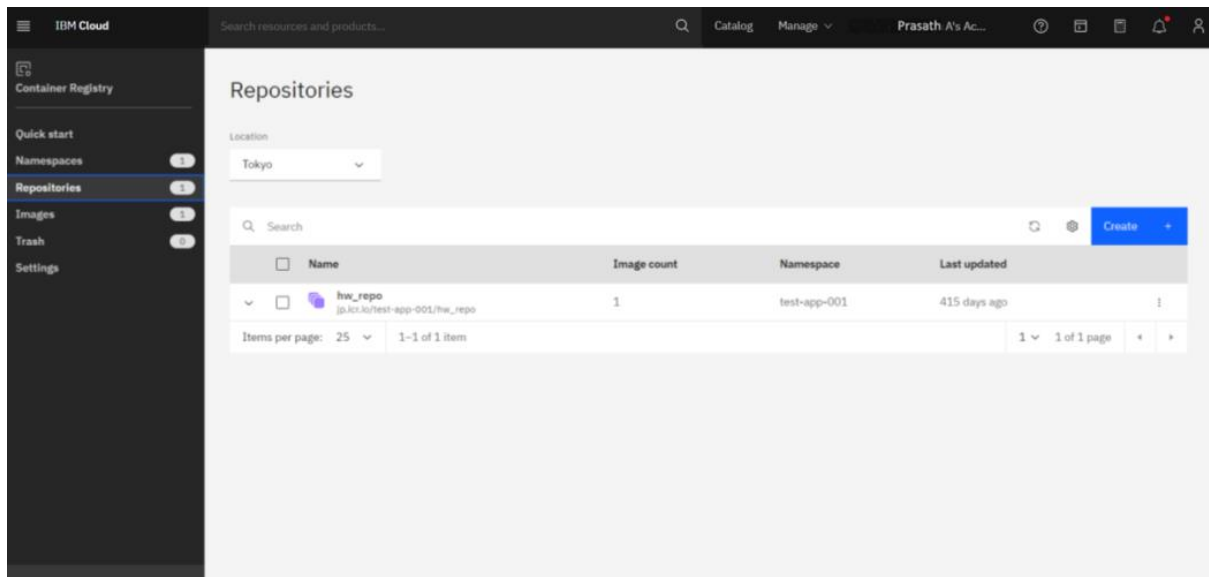 IBM Cloud
Search resources and products...
Catalog
Manage
Prasath A's Ac...
Container Registry
Quick start
Namespaces 1
Repositories 1
Images 1
Trash 0
Settings
Repositories
Location
Tokyo
Search
Create +
Name Image count Namespace Last updated
hw_repo 1 test-app-001 415 days ago
jp.icr.io/test-app-001/hw_repo
Items per page: 25 1–1 of 1 item 1 1 of 1 page